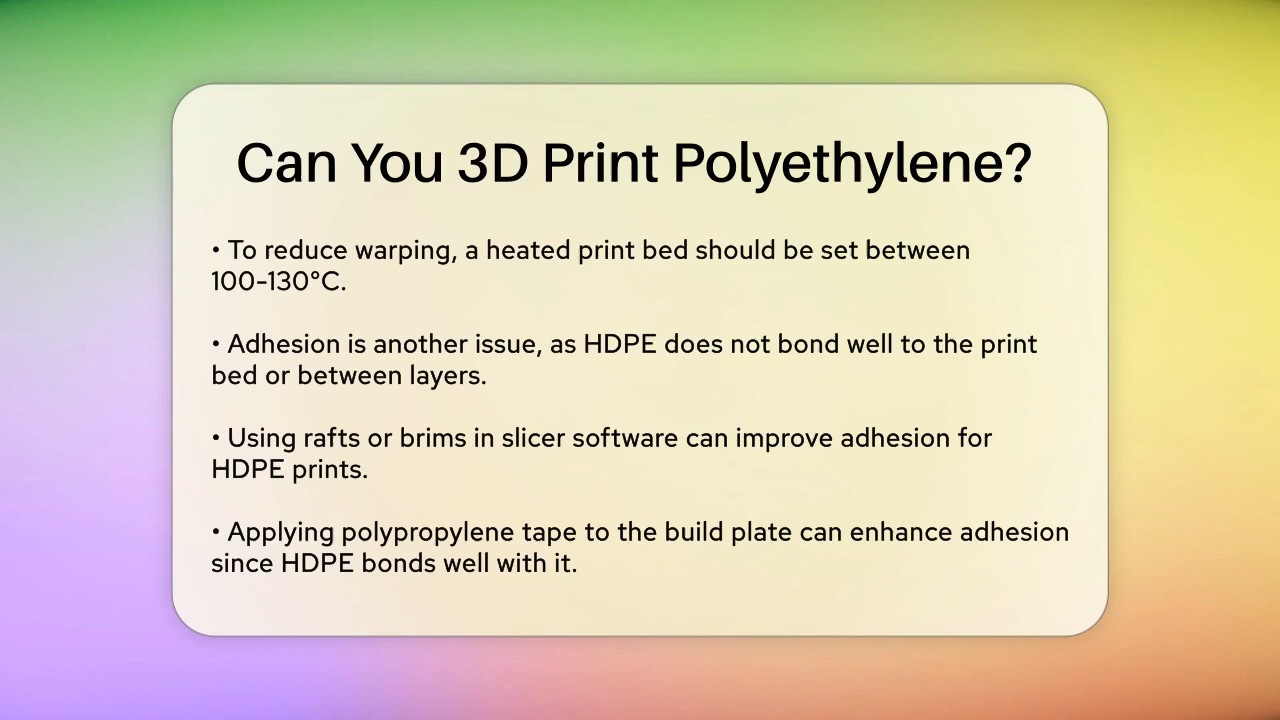 Can You 3D Print Polyethylene?
• To reduce warping, a heated print bed should be set between
100–130°C.
• Adhesion is another issue, as HDPE does not bond well to the print
bed or between layers.
• Using rafts or brims in slicer software can improve adhesion for
HDPE prints.
• Applying polypropylene tape to the build plate can enhance adhesion
since HDPE bonds well with it.